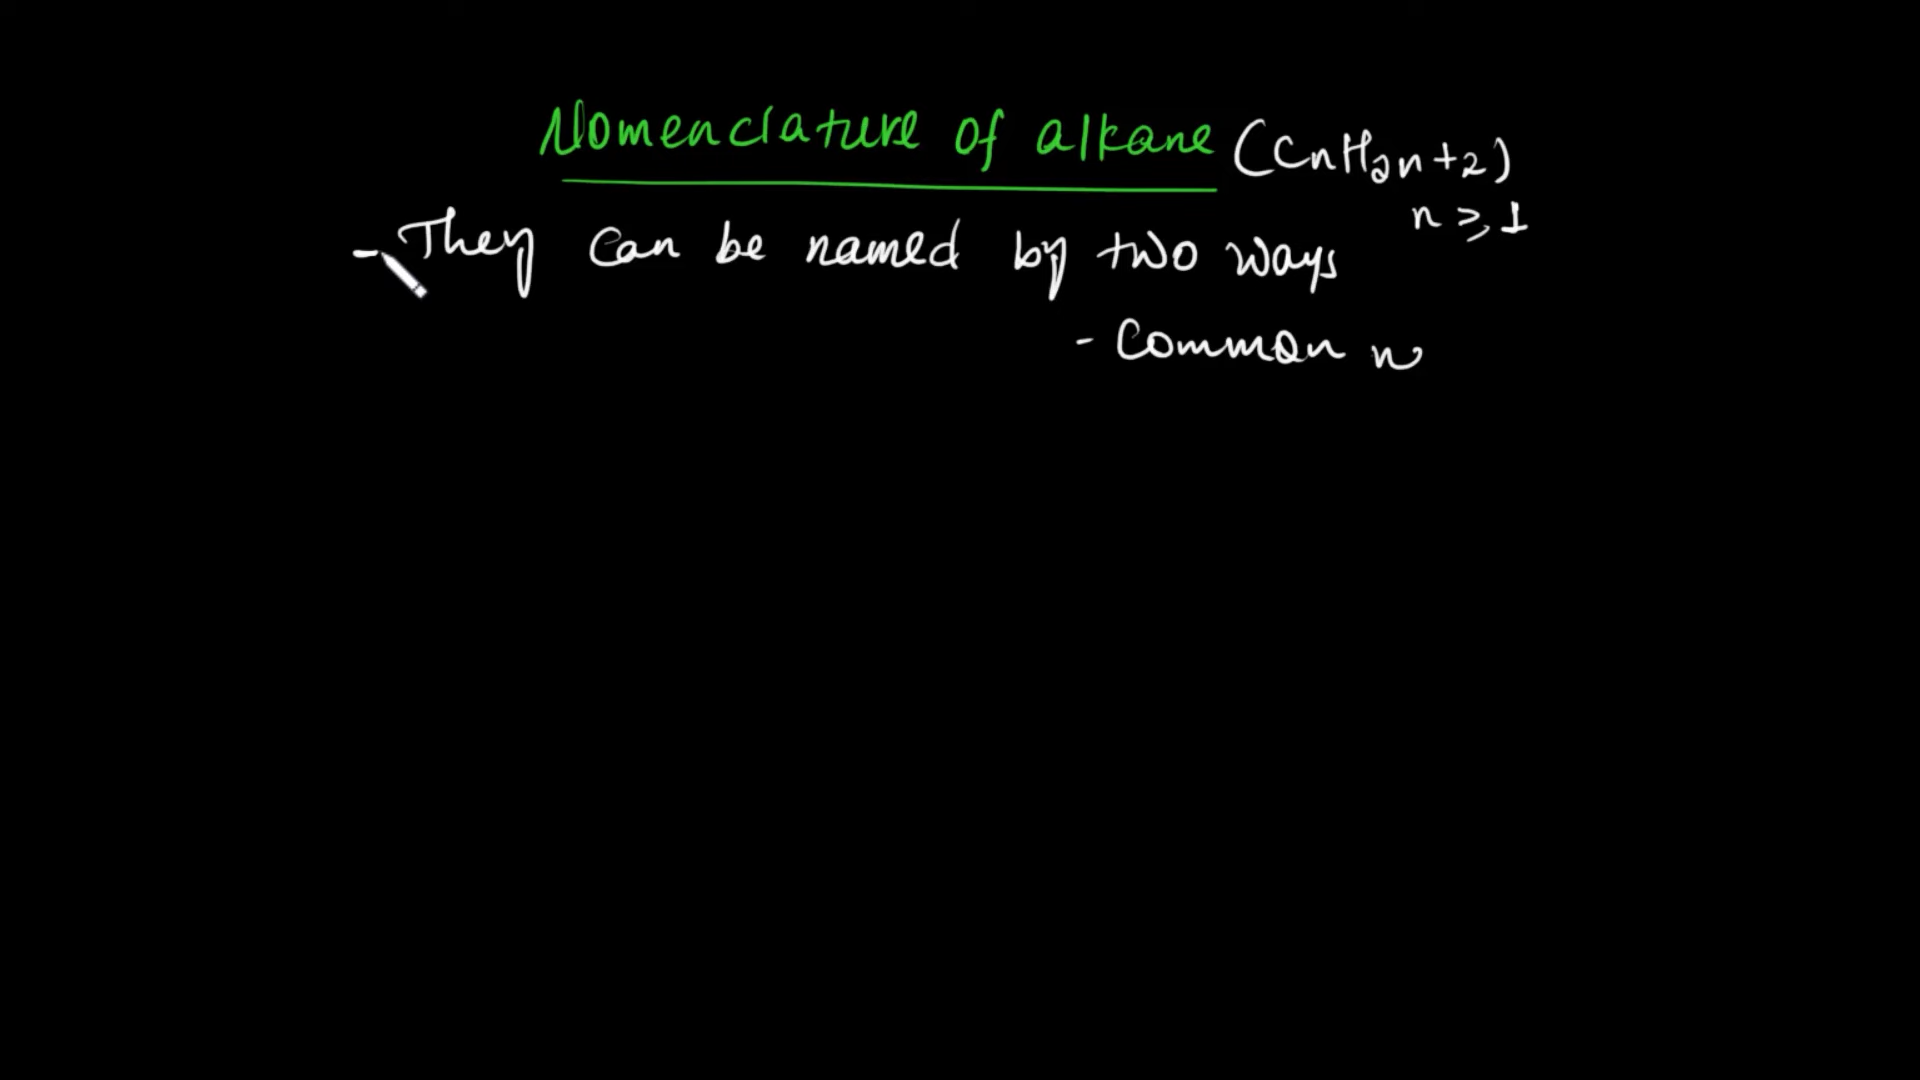 Nomenclature of alkane (CnH2n+2)
n ≥ 1
- They can be named by two ways
- Common n